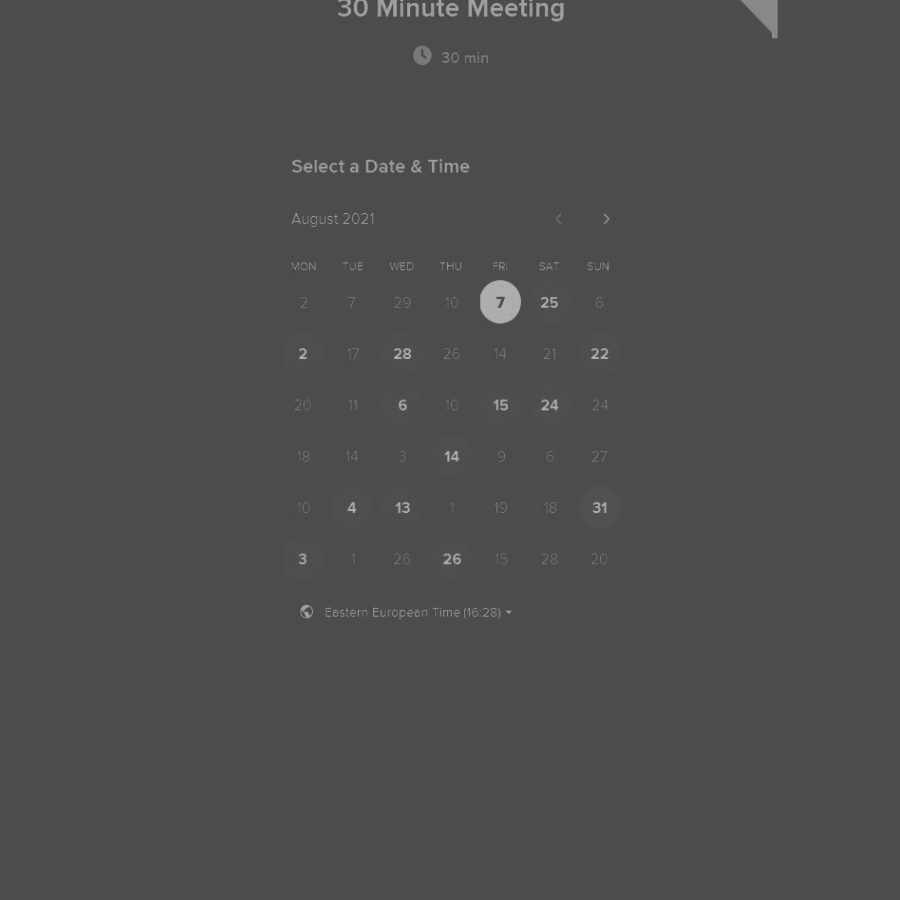 30 Minute Meeting
30 min
Select a Date & Time
August 2021
MON TUE WED THU FRI SAT SUN
2 7 29 10 7 25 6
2 17 28 26 14 21 22
20 11 6 10 15 24 24
18 14 3 14 9 6 27
10 4 13 1 19 18 31
3 1 26 26 15 28 20
Eastern European Time (16:28)